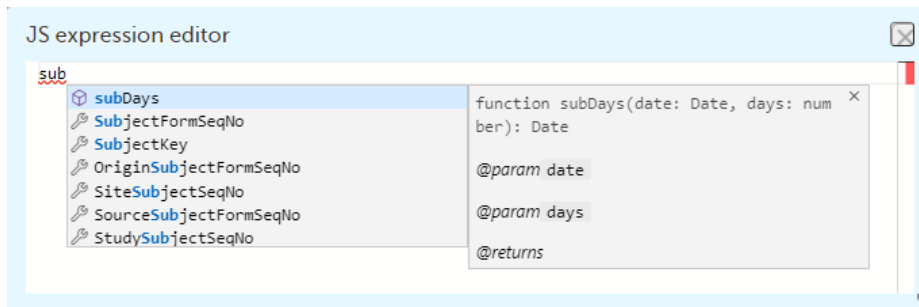 JS expression editor
sub
subDays
SubjectFormSeqNo
SubjectKey
OriginSubjectFormSeqNo
SiteSubjectSeqNo
SourceSubjectFormSeqNo
StudySubjectSeqNo
function subDays(date: Date, days: num
ber): Date
@param date
@param days
@returns